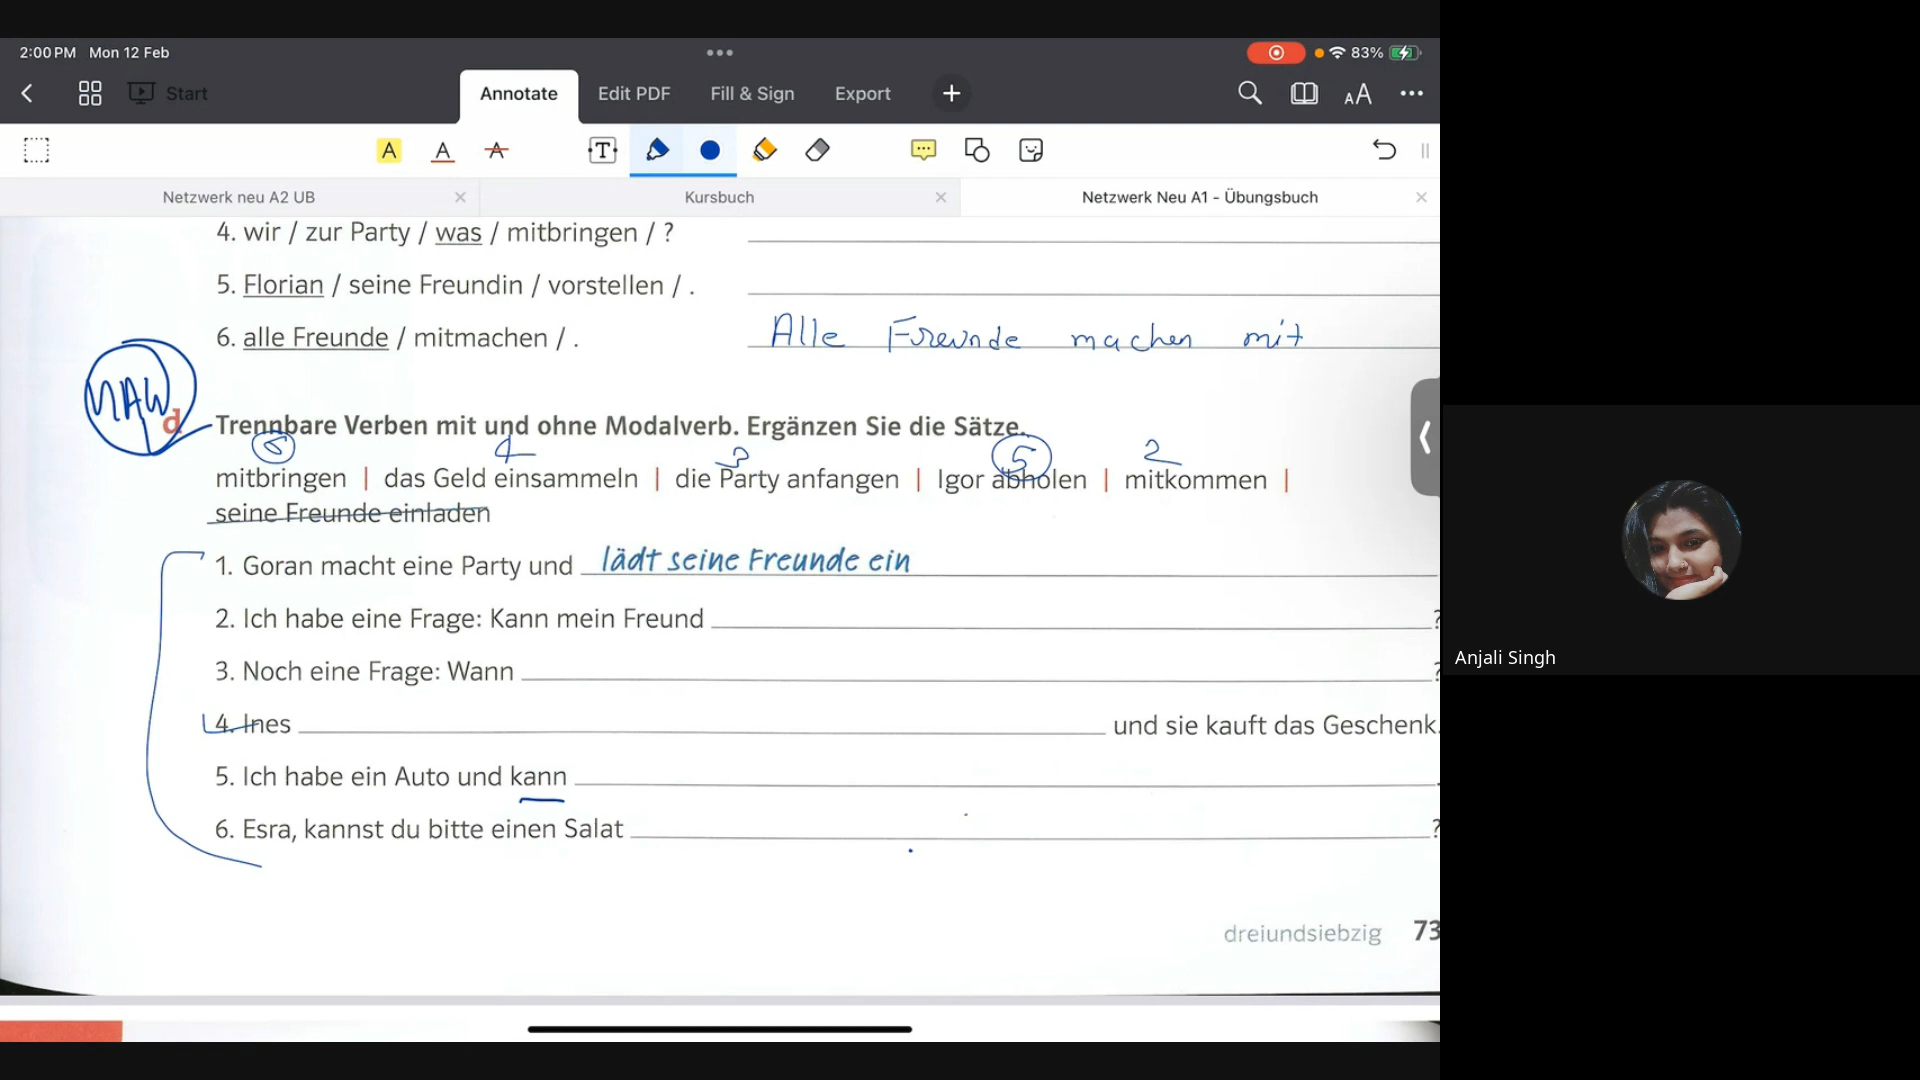 2:00 PM Mon 12 Feb
83%
Start
Annotate
Edit PDF
Fill & Sign
Export
Netzwerk neu A2 UB
Kursbuch
Netzwerk Neu A1 - Übungsbuch
4. wir / zur Party / was / mitbringen / ?
5. Florian / seine Freundin / vorstellen / .
6. alle Freunde / mitmachen / . Alle Freunde machen mit
d Trennbare Verben mit und ohne Modalverb. Ergänzen Sie die Sätze.
4 3 5 2
mitbringen | das Geld einsammeln | die Party anfangen | Igor abholen | mitkommen |
seine Freunde einladen
1. Goran macht eine Party und lädt seine Freunde ein
2. Ich habe eine Frage: Kann mein Freund ?
3. Noch eine Frage: Wann ?
4. Ines und sie kauft das Geschenk.
5. Ich habe ein Auto und kann .
6. Esra, kannst du bitte einen Salat ?
Anjali Singh
dreiundsiebzig 73